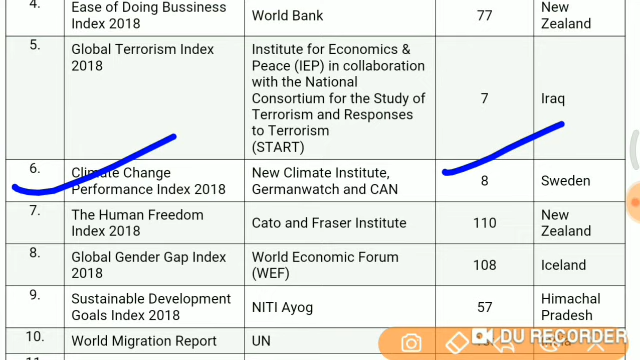 4.
Ease of Doing Bussiness
Index 2018
World Bank
77
New
Zealand
5.
Global Terrorism Index
2018
Institute for Economics &
Peace (IEP) in collaboration
with the National
Consortium for the Study of
Terrorism and Responses
to Terrorism
(START)
7
Iraq
6.
Climate Change
Performance Index 2018
New Climate Institute,
Germanwatch and CAN
8
Sweden
7.
The Human Freedom
Index 2018
Cato and Fraser Institute
110
New
Zealand
8.
Global Gender Gap Index
2018
World Economic Forum
(WEF)
108
Iceland
9.
Sustainable Development
Goals Index 2018
NITI Ayog
57
Himachal
Pradesh
10.
World Migration Report
UN
DU RECORDER